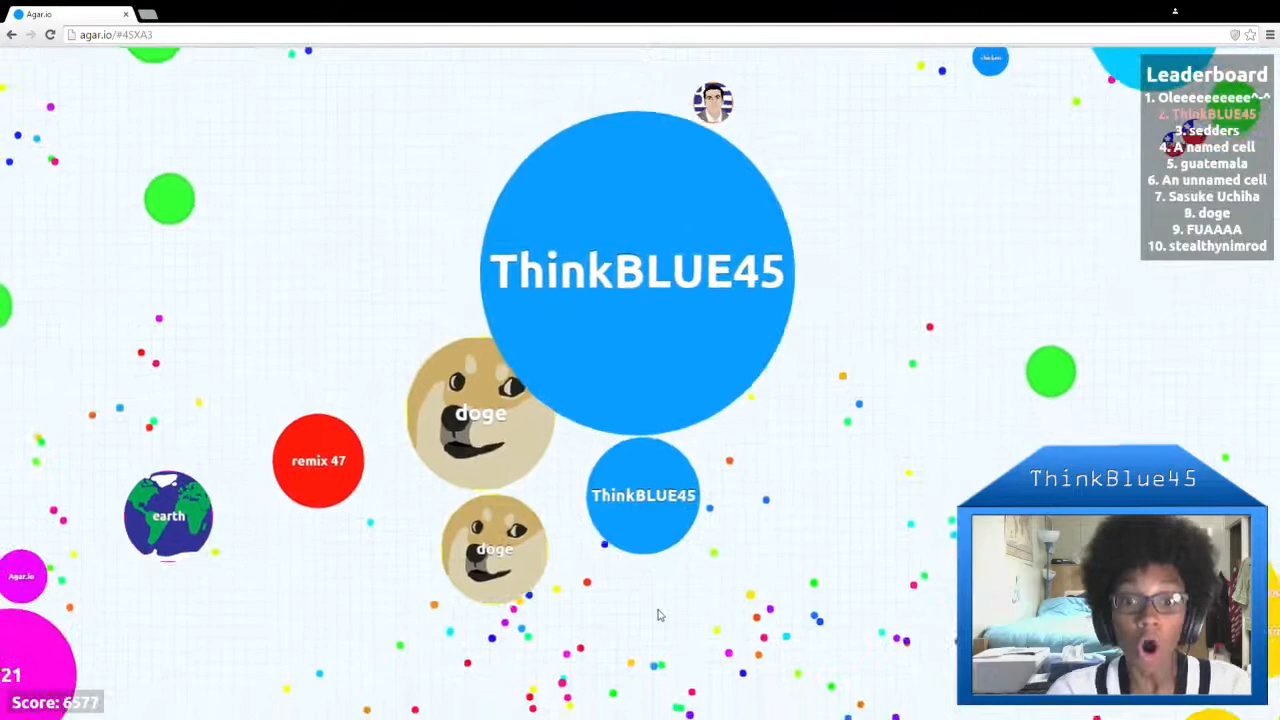 Agar.io
agar.io/#4SXA3
Leaderboard
1. Oleeeeeeeeee^-^
2. ThinkBLUE45
3. sedders
4. A named cell
5. guatemala
6. An unnamed cell
7. Sasuke Uchiha
8. doge
9. FUAAAA
10. stealthynimrod
ThinkBLUE45
doge
remix 47
ThinkBLUE45
earth
doge
Agar.io
21
Score: 6577
ThinkBlue45